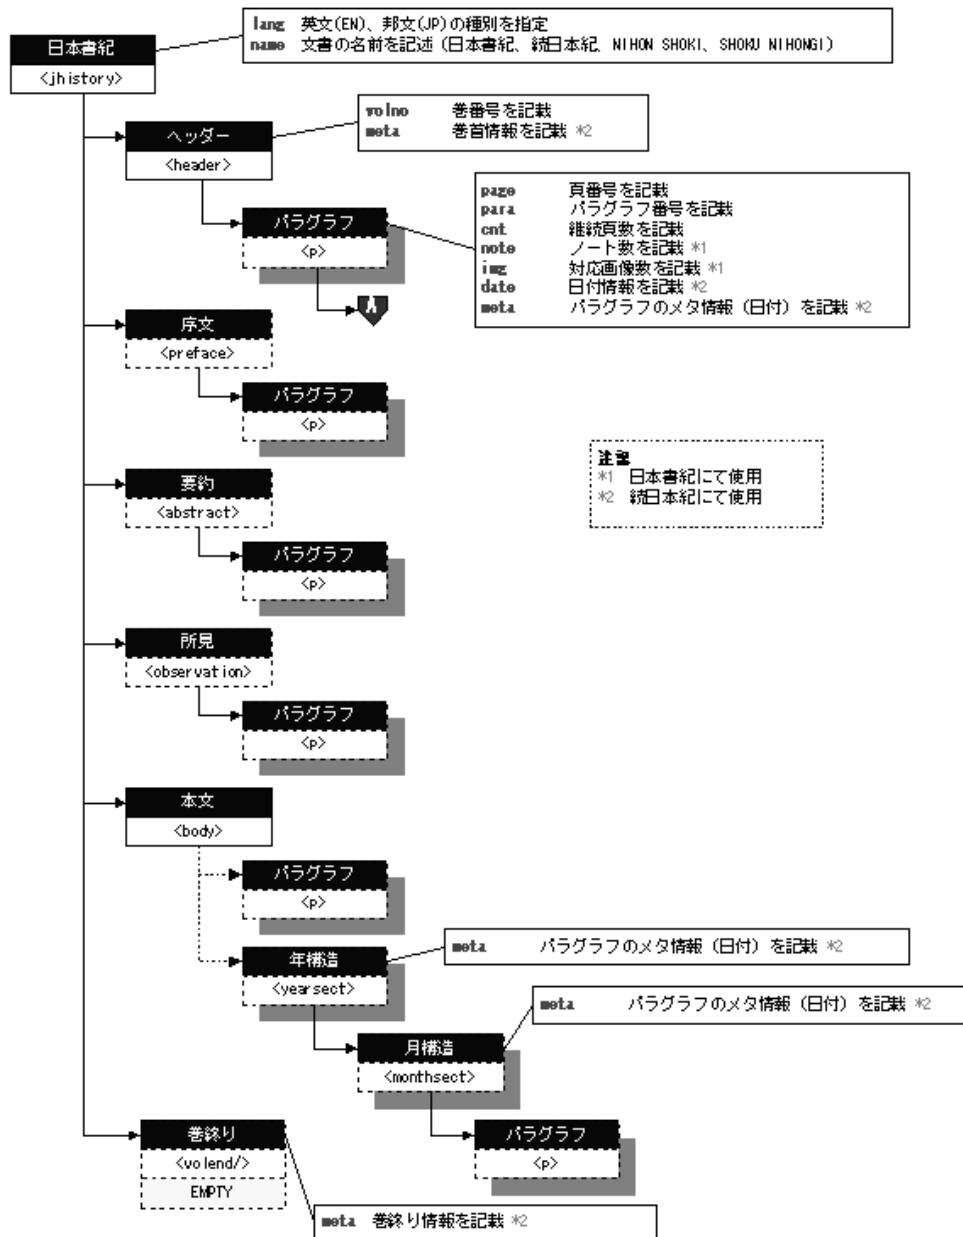 lang 英文(EN)、邦文(JP)の種別を指定
name 文書の名前を記述（日本書紀、続日本紀、NIHON SHOKI、SHOKU NIHONGI）
日本書紀
<jhistory>
volno 巻番号を記載
meta 巻首情報を記載 *2
ヘッダー
<header>
page 頁番号を記載
para パラグラフ番号を記載
cnt 継続頁数を記載
note ノート数を記載 *1
img 対応画像数を記載 *1
date 日付情報を記載 *2
meta パラグラフのメタ情報（日付）を記載 *2
パラグラフ
<p>
A
序文
<preface>
パラグラフ
<p>
注記
*1 日本書紀にて使用
*2 続日本紀にて使用
要約
<abstract>
パラグラフ
<p>
所見
<observation>
パラグラフ
<p>
本文
<body>
パラグラフ
<p>
meta パラグラフのメタ情報（日付）を記載 *2
年構造
<yearsect>
meta パラグラフのメタ情報（日付）を記載 *2
月構造
<monthsect>
パラグラフ
<p>
巻終り
<volend/>
EMPTY
meta 巻終り情報を記載 *2